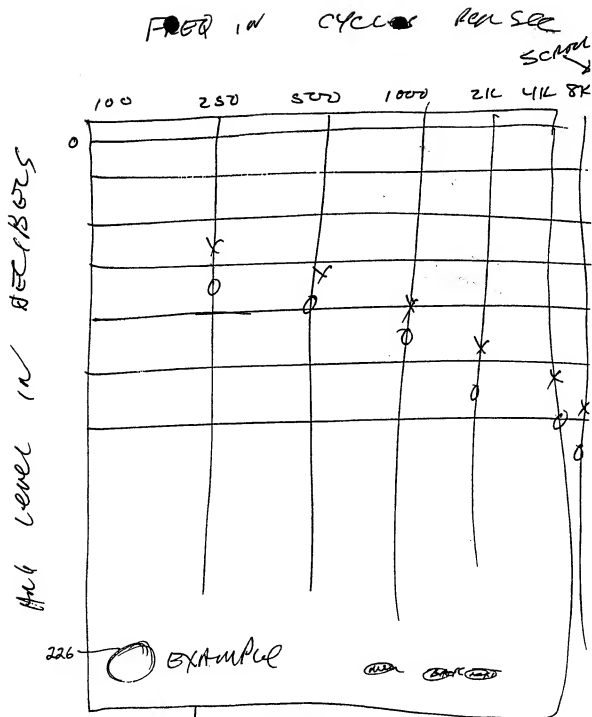 FREQ IN CYCLES PER SEC
SCROLL
100 250 500 1000 2K 4K 8K
0
LEVEL IN DECIBELS
226 EXAMPLE